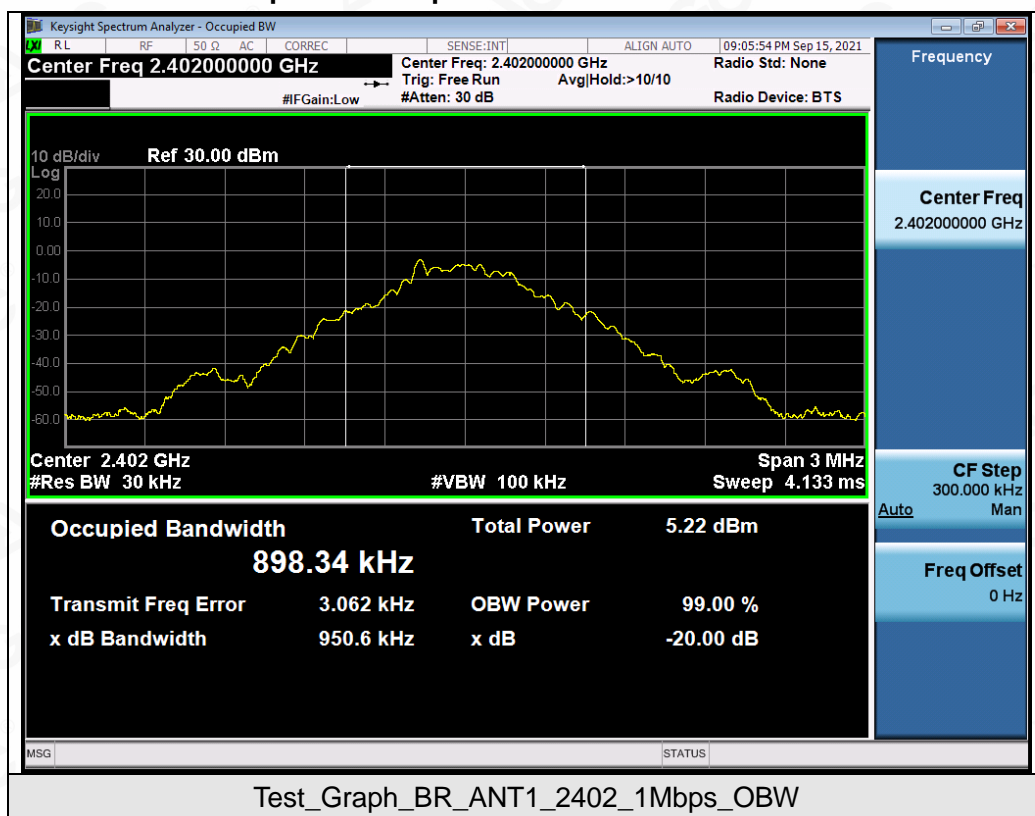 Keysight Spectrum Analyzer - Occupied BW
LXI RL RF 50 Ω AC CORREC SENSE:INT ALIGN AUTO 09:05:54 PM Sep 15, 2021
Center Freq 2.402000000 GHz
Center Freq: 2.402000000 GHz
Radio Std: None
Trig: Free Run Avg|Hold:>10/10
#IFGain:Low
#Atten: 30 dB
Radio Device: BTS
Frequency
10 dB/div Ref 30.00 dBm
Log
20.0
10.0
0.00
-10.0
-20.0
-30.0
-40.0
-50.0
-60.0
Center 2.402 GHz
Span 3 MHz
#Res BW 30 kHz
#VBW 100 kHz
Sweep 4.133 ms
Center Freq
2.402000000 GHz
CF Step
300.000 kHz
Auto Man
Freq Offset
0 Hz
Occupied Bandwidth
898.34 kHz
Total Power 5.22 dBm
Transmit Freq Error 3.062 kHz
OBW Power 99.00 %
x dB Bandwidth 950.6 kHz
x dB -20.00 dB
MSG
STATUS
Test_Graph_BR_ANT1_2402_1Mbps_OBW